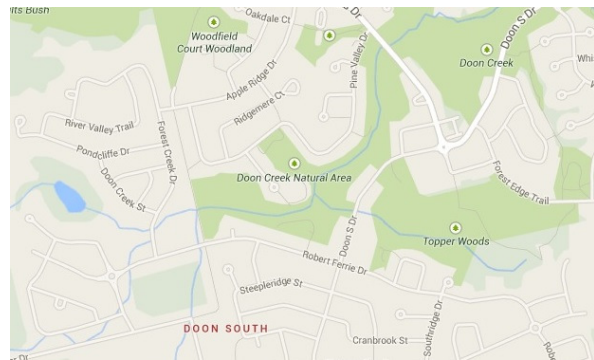 Oakdale Ct
Woodfield
Court Woodland
Dr
Doon S Dr
Pine Valley Dr
Doon Creek
Apple Ridge Dr
Ridgemere Ct
River Valley Trail
Forest Creek Dr
Pondcliffe Dr
Doon Creek St
Doon Creek Natural Area
Forest Edge Trail
Doon S Dr
Topper Woods
Robert Ferrie Dr
Steepleridge St
DOON SOUTH
Southridge Dr
Cranbrook St